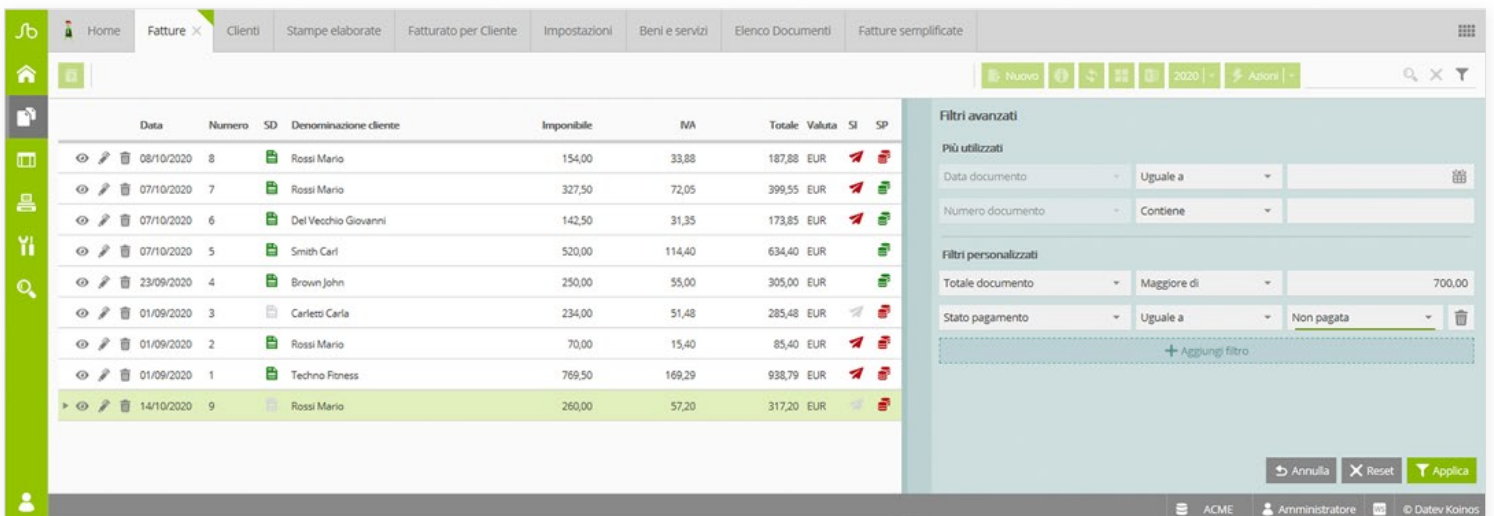 Home Fatture Clienti Stampe elaborate Fatturato per Cliente Impostazioni Beni e servizi Elenco Documenti Fatture semplificate
Nuovo 2020 Azioni
Data Numero SD Denominazione cliente Imponibile IVA Totale Valuta SI SP
08/10/2020 8 Rossi Mario 154,00 33,88 187,88 EUR
07/10/2020 7 Rossi Mario 327,50 72,05 399,55 EUR
07/10/2020 6 Del Vecchio Giovanni 142,50 31,35 173,85 EUR
07/10/2020 5 Smith Carl 520,00 114,40 634,40 EUR
23/09/2020 4 Brown John 250,00 55,00 305,00 EUR
01/09/2020 3 Carletti Carla 234,00 51,48 285,48 EUR
01/09/2020 2 Rossi Mario 70,00 15,40 85,40 EUR
01/09/2020 1 Techno Fitness 769,50 169,29 938,79 EUR
14/10/2020 9 Rossi Mario 260,00 57,20 317,20 EUR
Filtri avanzati
Più utilizzati
Data documento Uguale a
Numero documento Contiene
Filtri personalizzati
Totale documento Maggiore di 700,00
Stato pagamento Uguale a Non pagata
+ Aggiungi filtro
Annulla Reset Applica
ACME Amministratore WS © Datev Koinos